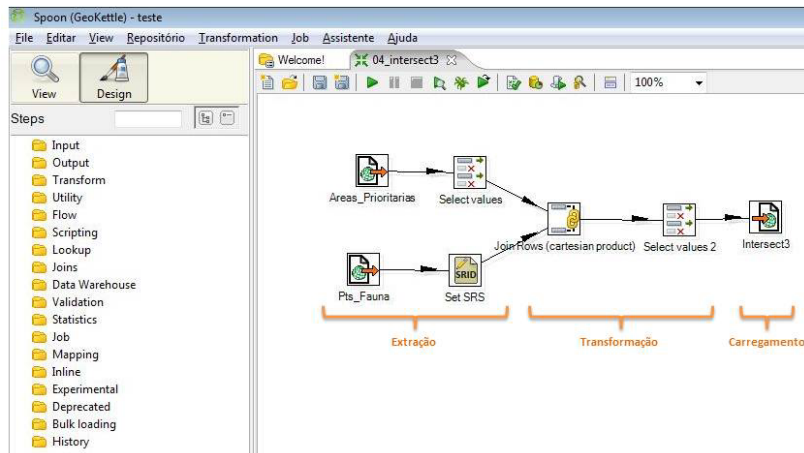 Spoon (GeoKettle) - teste
File Editar View Repositório Transformation Job Assistente Ajuda
View
Design
Welcome!
04_intersect3
100%
Steps
Input
Output
Transform
Utility
Flow
Scripting
Lookup
Joins
Data Warehouse
Validation
Statistics
Job
Mapping
Inline
Experimental
Deprecated
Bulk loading
History
Areas_Prioritarias
Select values
Join Rows (cartesian product)
Select values 2
Intersect3
SRID
Pts_Fauna
Set SRS
Extração
Transformação
Carregamento